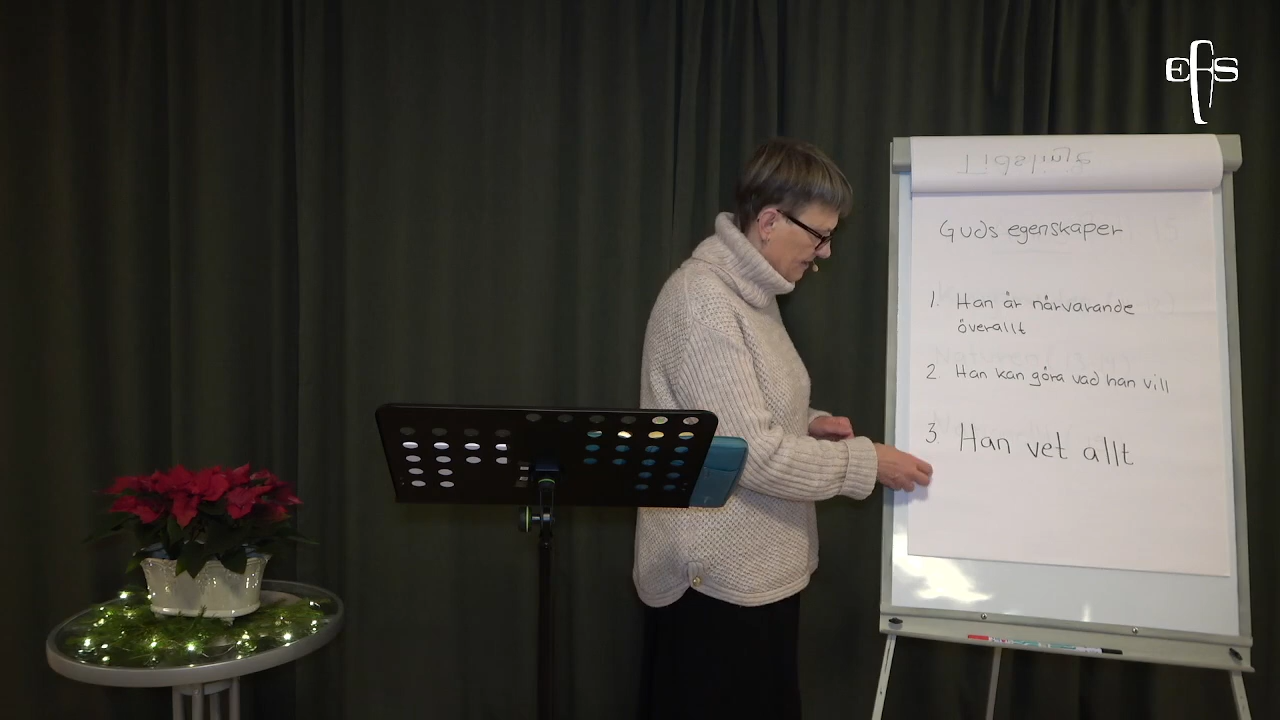 EFS
Guds egenskaper
1. Han är närvarande
överallt
2. Han kan göra vad han vill
3. Han vet allt